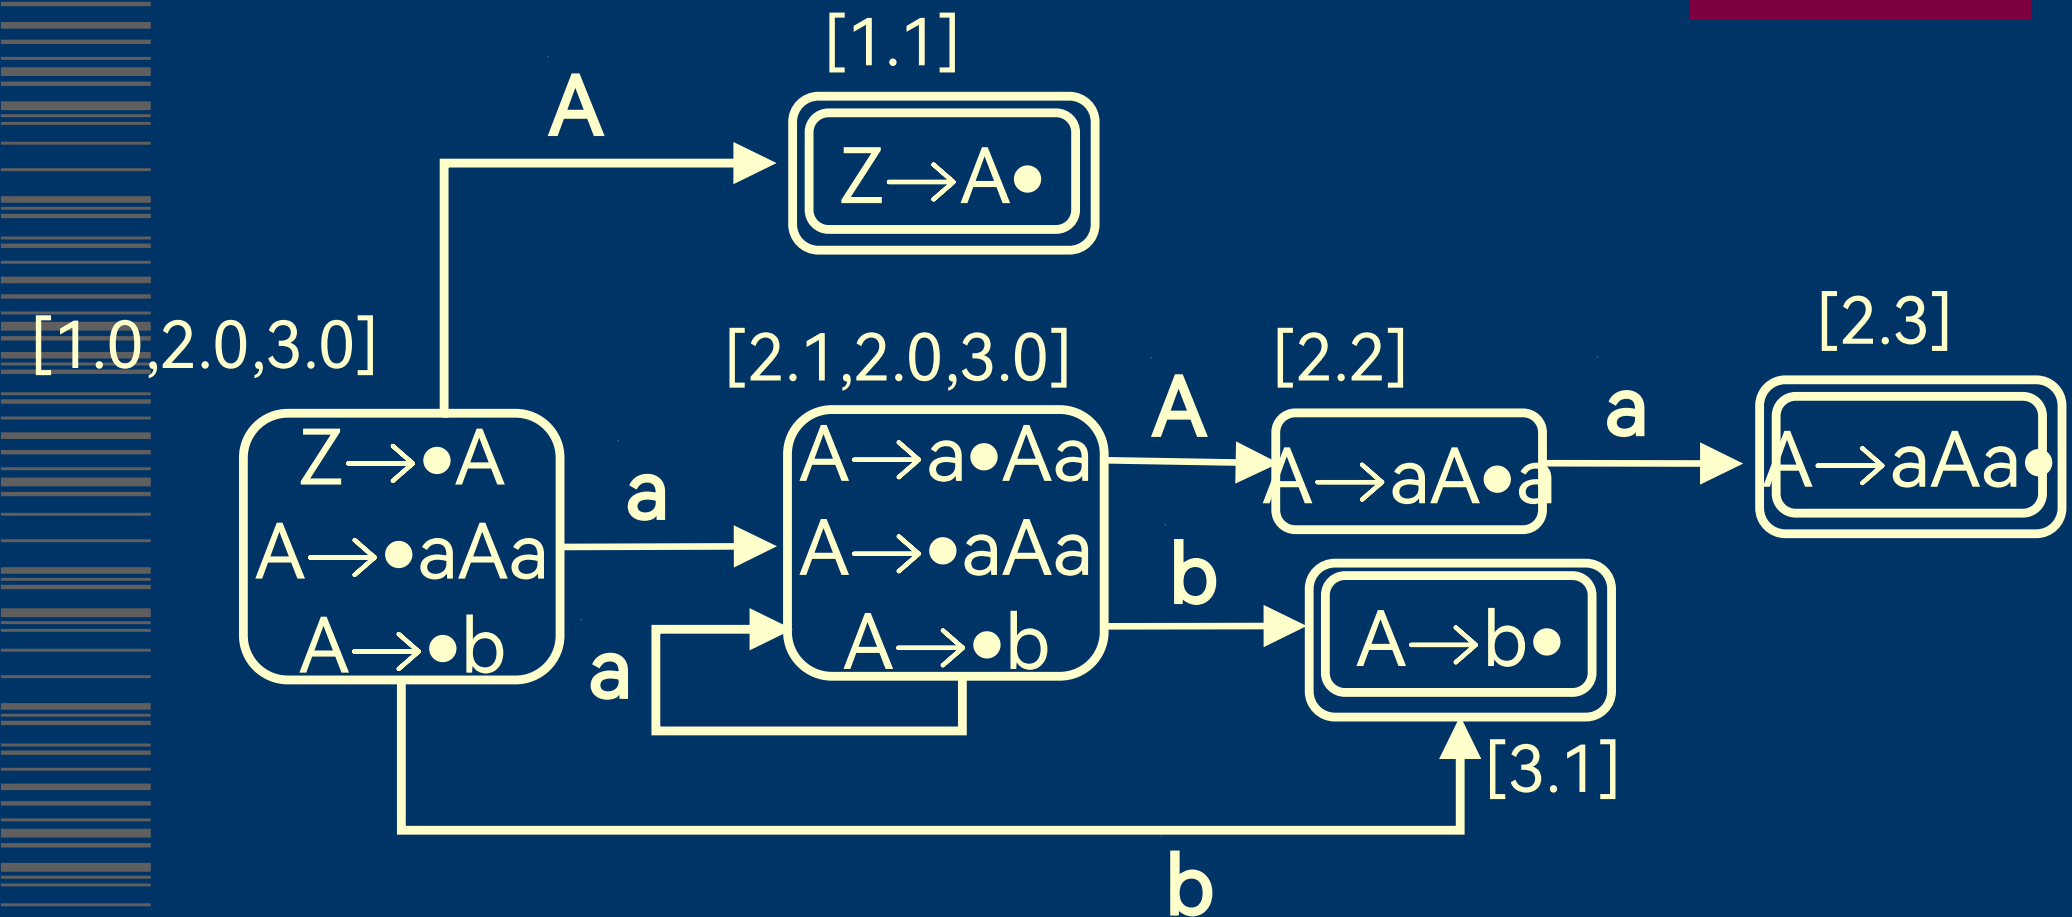 [1.1]
A
Z→A•
[1.0,2.0,3.0]
[2.1,2.0,3.0]
[2.2]
[2.3]
Z→•A
A→•aAa
A→•b
a
A→a•Aa
A→•aAa
A→•b
a
A
A→aA•a
a
A→aAa•
b
A→b•
[3.1]
b